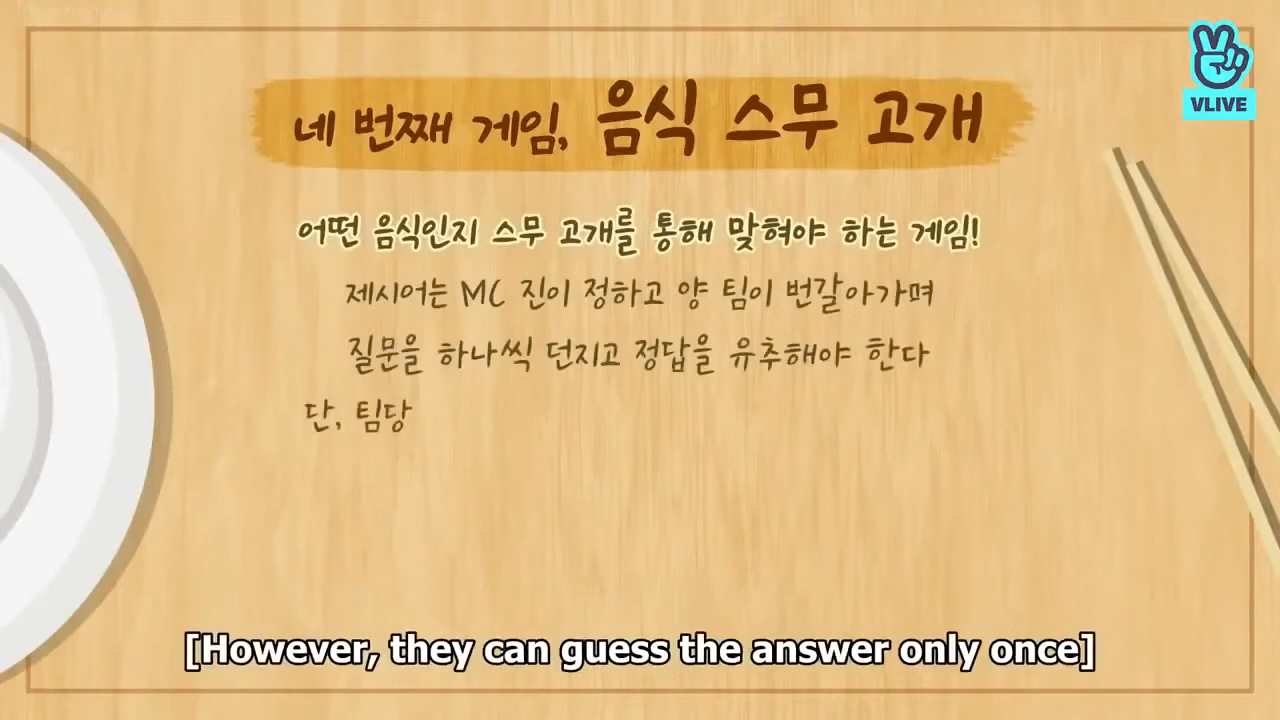 VLIVE
네 번째 게임, 음식 스무 고개
어떤 음식인지 스무 고개를 통해 맞혀야 하는 게임!
제시어는 MC 진이 정하고 양 팀이 번갈아가며
질문을 하나씩 던지고 정답을 유추해야 한다
단, 팀당
[However, they can guess the answer only once]